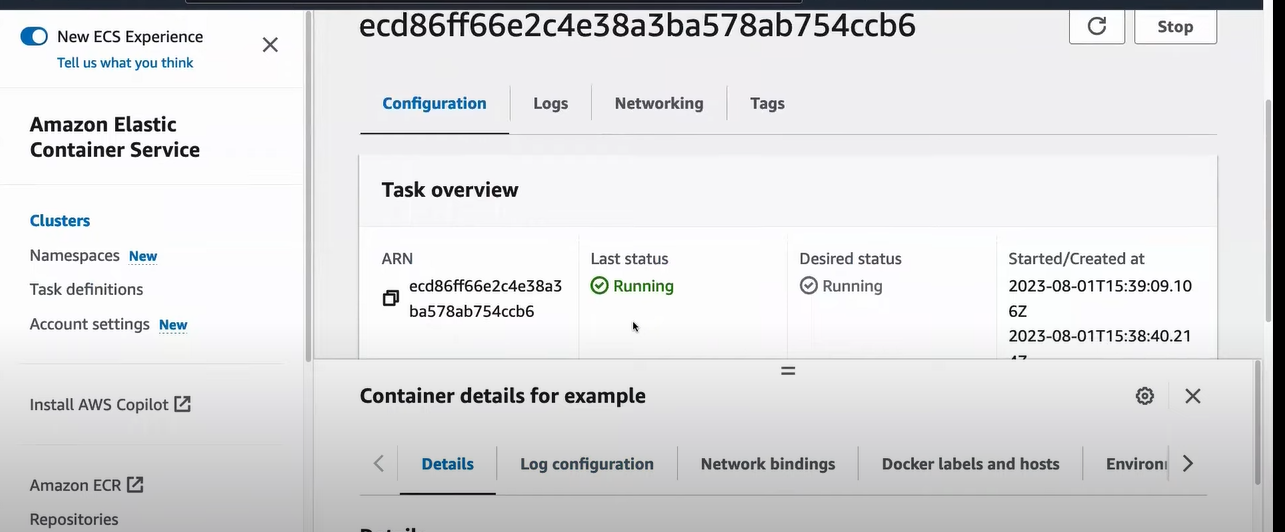 New ECS Experience
Tell us what you think
Amazon Elastic
Container Service
Clusters
Namespaces New
Task definitions
Account settings New
Install AWS Copilot
Amazon ECR
Repositories
ecd86ff66e2c4e38a3ba578ab754ccb6
Stop
Configuration
Logs
Networking
Tags
Task overview
ARN
ecd86ff66e2c4e38a3
ba578ab754ccb6
Last status
Running
Desired status
Running
Started/Created at
2023-08-01T15:39:09.10
6Z
2023-08-01T15:38:40.21
Container details for example
Details
Log configuration
Network bindings
Docker labels and hosts